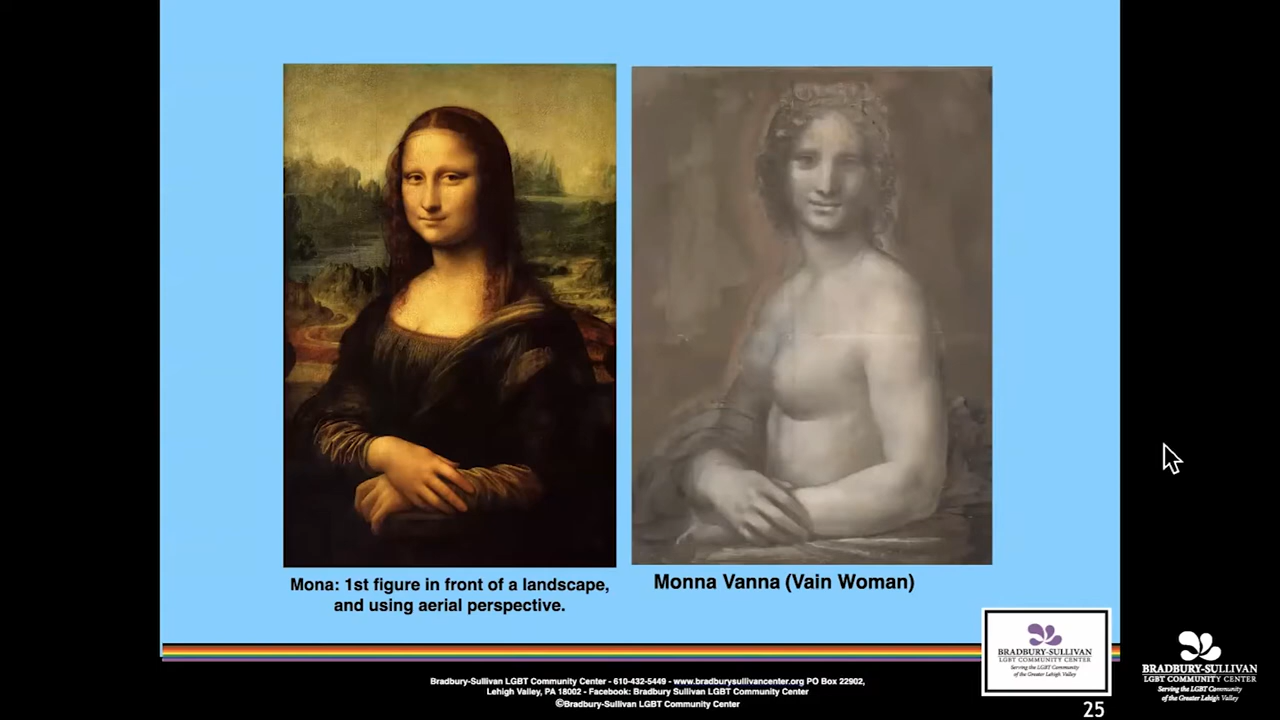 Mona: 1st figure in front of a landscape,
and using aerial perspective.
Monna Vanna (Vain Woman)
BRADBURY-SULLIVAN
LGBT COMMUNITY CENTER
Serving the LGBT Community
of the Greater Lehigh Valley
Bradbury-Sullivan LGBT Community Center - 610-432-5449 - www.bradburysullivancenter.org PO Box 22902,
Lehigh Valley, PA 18002 - Facebook: Bradbury Sullivan LGBT Community Center
©Bradbury-Sullivan LGBT Community Center
BRADBURY-SULLIVAN
LGBT COMMUNITY CENTER
Serving the LGBT Community
of the Greater Lehigh Valley
25